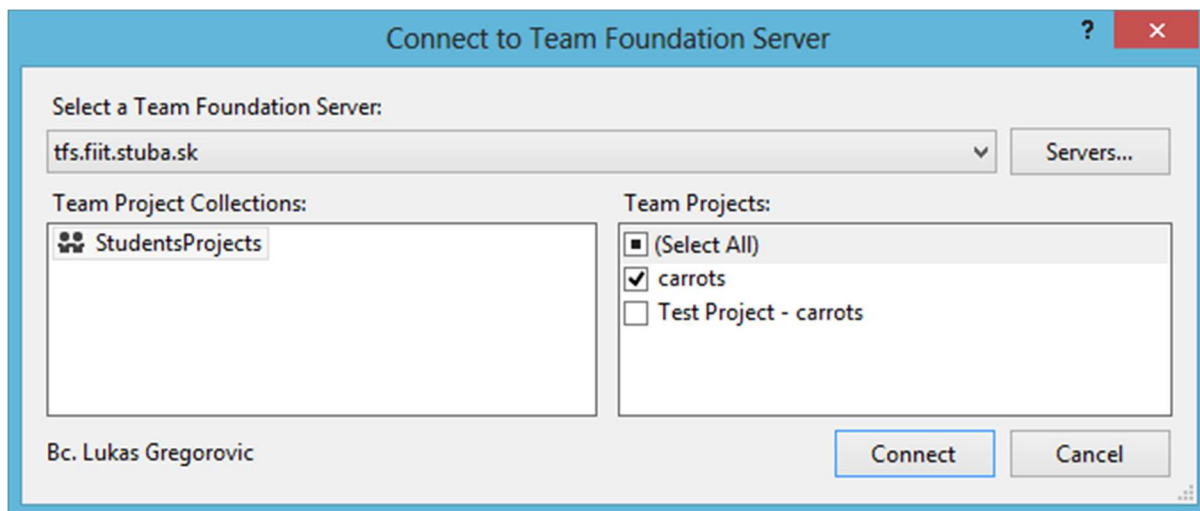 Connect to Team Foundation Server
?
Select a Team Foundation Server:
tfs.fiit.stuba.sk
Servers...
Team Project Collections:
StudentsProjects
Team Projects:
(Select All)
carrots
Test Project - carrots
Bc. Lukas Gregorovic
Connect
Cancel